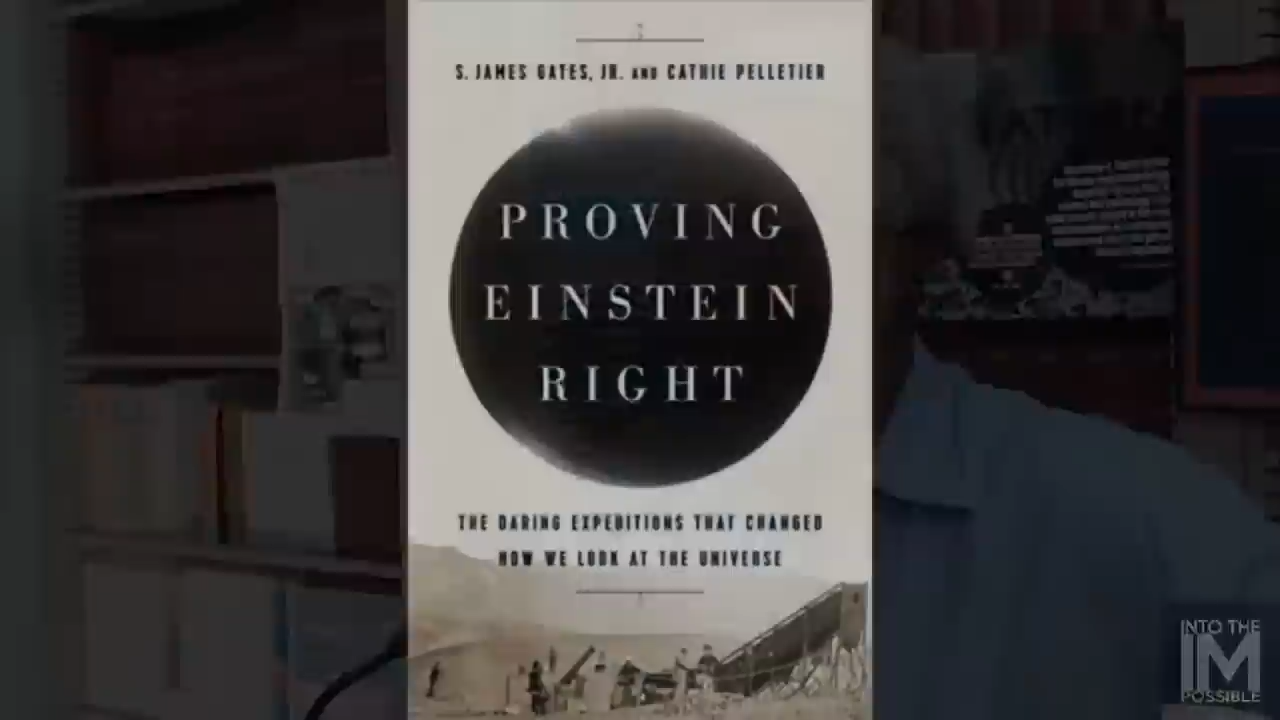 S. JAMES GATES, JR. AND CATHIE PELLETIER
PROVING
EINSTEIN
RIGHT
THE DARING EXPEDITIONS THAT CHANGED
HOW WE LOOK AT THE UNIVERSE
INTO THE
IM
POSSIBLE